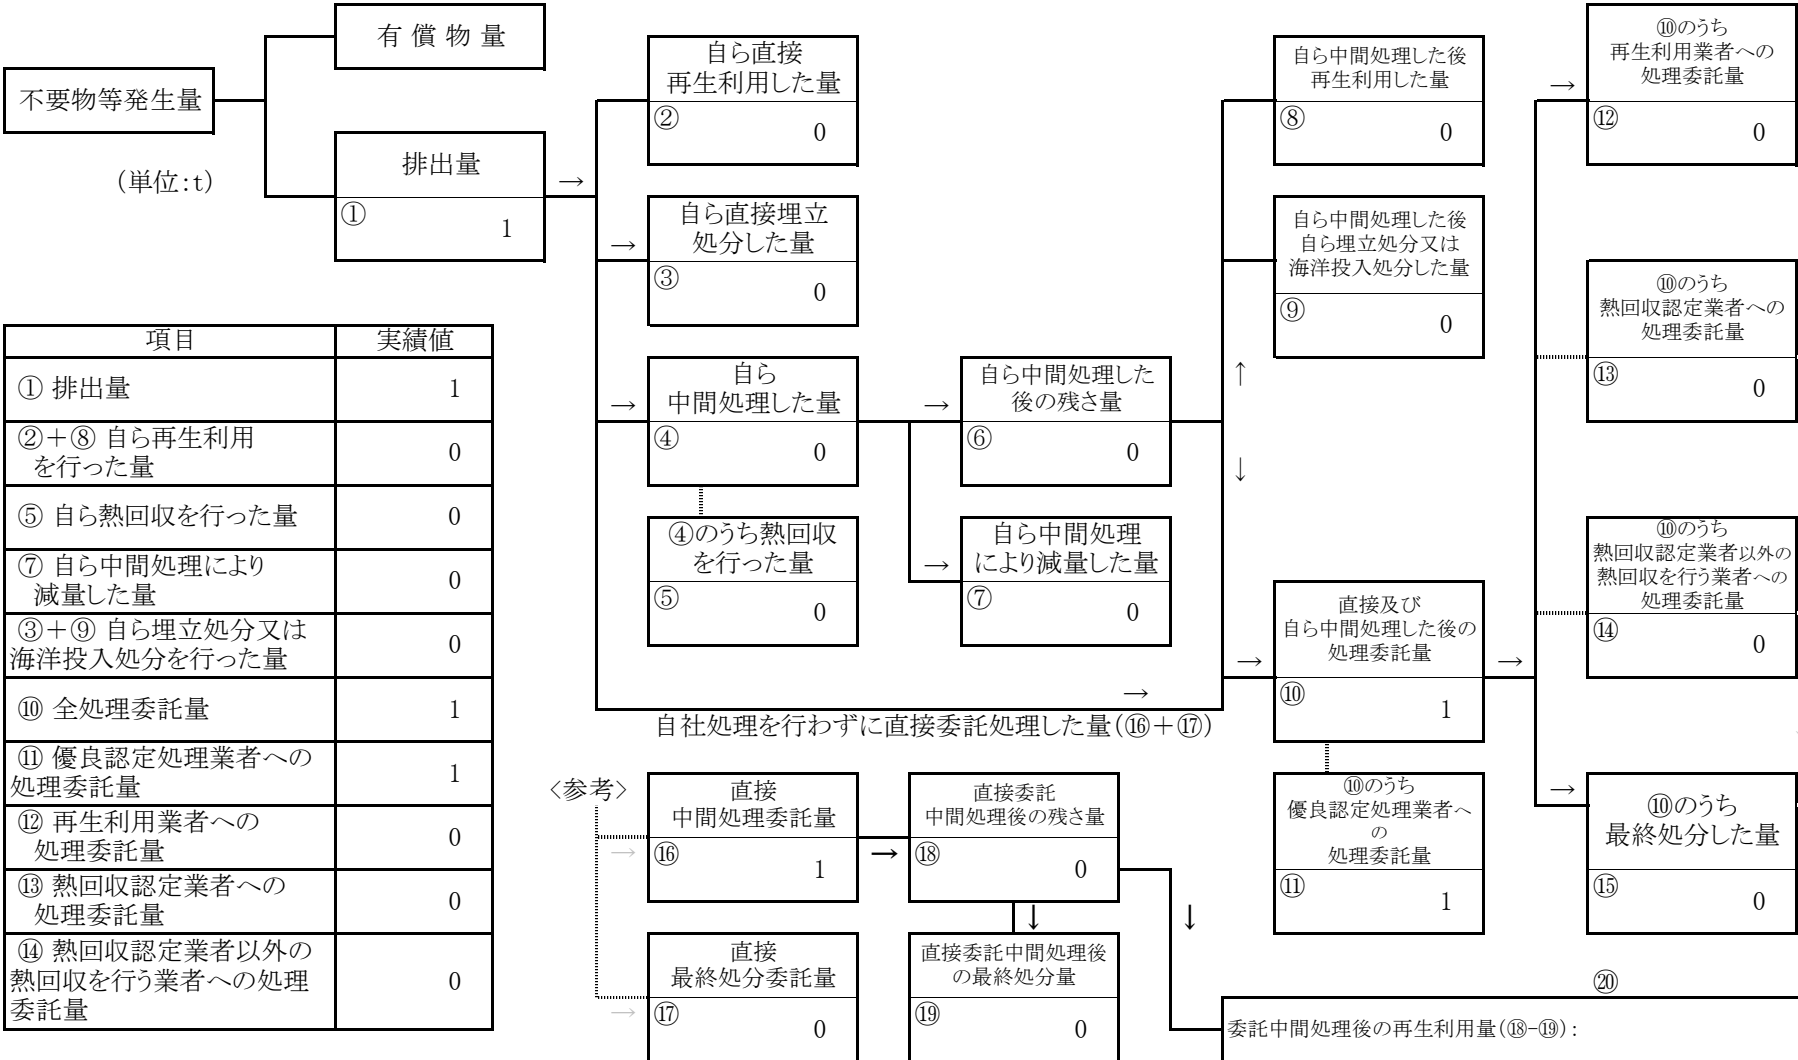 有 償 物 量
不要物等発生量
(単位:t)
排出量
①
1
→
自ら直接
再生利用した量
②
0
→
自ら直接埋立
処分した量
③
0
→
自ら
中間処理した量
④
0
④のうち熱回収
を行った量
⑤
0
→
自ら中間処理した
後の残さ量
⑥
0
→
自ら中間処理
により減量した量
⑦
0
自ら中間処理した後
再生利用した量
⑧
0
自ら中間処理した後
自ら埋立処分又は
海洋投入処分した量
⑨
0
↑
↓
→
直接及び
自ら中間処理した後の
処理委託量
⑩
1
→
⑩のうち
優良認定処理業者へ
の
処理委託量
⑪
1
→
⑩のうち
再生利用業者への
処理委託量
⑫
0
⑩のうち
熱回収認定業者への
処理委託量
⑬
0
⑩のうち
熱回収認定業者以外の
熱回収を行う業者への
処理委託量
⑭
0
→
⑩のうち
最終処分した量
⑮
0
→
自社処理を行わずに直接委託処理した量(⑯+⑰)
〈参考〉
→
直接
中間処理委託量
⑯
1
→
直接委託
中間処理後の残さ量
⑱
0
↓
↓
→
直接
最終処分委託量
⑰
0
直接委託中間処理後
の最終処分量
⑲
0
⑳
委託中間処理後の再生利用量(⑱-⑲):
項目 実績値
① 排出量 1
②+⑧ 自ら再生利用
を行った量 0
⑤ 自ら熱回収を行った量 0
⑦ 自ら中間処理により
減量した量 0
③+⑨ 自ら埋立処分又は
海洋投入処分を行った量 0
⑩ 全処理委託量 1
⑪ 優良認定処理業者への
処理委託量 1
⑫ 再生利用業者への
処理委託量 0
⑬ 熱回収認定業者への
処理委託量 0
⑭ 熱回収認定業者以外の
熱回収を行う業者への処理 0
委託量